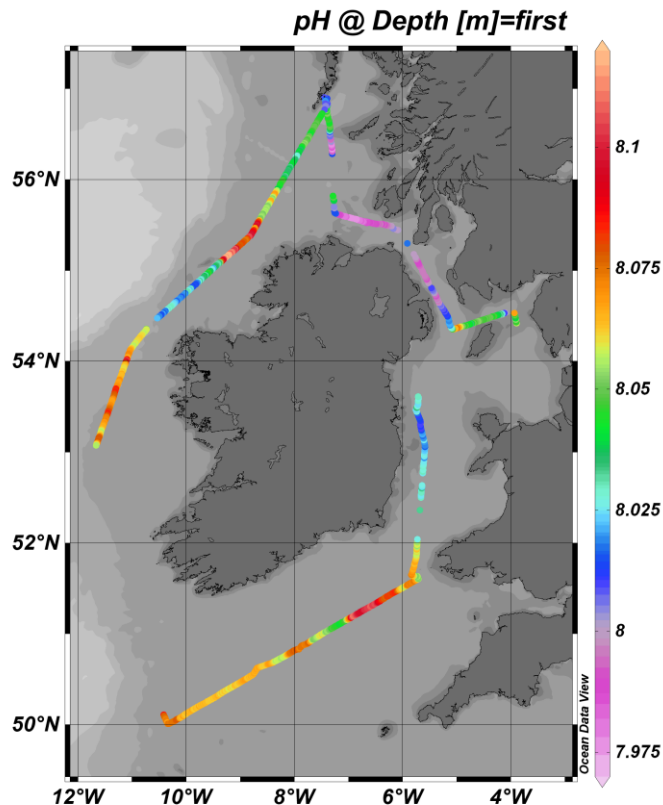 pH @ Depth [m]=first
8.1
56°N
8.075
54°N
8.05
8.025
52°N
8
50°N
Ocean Data View
7.975
12°W
10°W
8°W
6°W
4°W